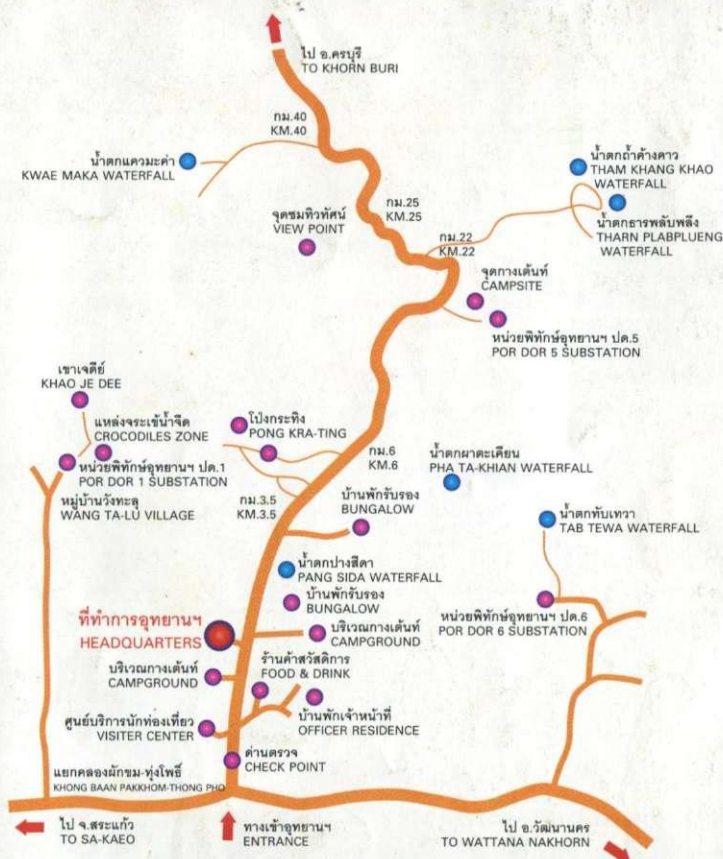 ไป อ.ครบุรี
TO KHORN BURI
กม.40
KM.40
น้ำตกแควมะค่า
KWAE MAKA WATERFALL
น้ำตกถ้ำค้างคาว
THAM KHANG KHAO
WATERFALL
กม.25
KM.25
น้ำตกธารพลับพลึง
THARN PLABPLUENG
WATERFALL
จุดชมทิวทัศน์
VIEW POINT
กม.22
KM.22
จุดกางเต้นท์
CAMPSITE
หน่วยพิทักษ์อุทยานฯ ปด.5
POR DOR 5 SUBSTATION
เขาเจดีย์
KHAO JE DEE
แหล่งจระเข้น้ำจืด
CROCODILES ZONE
โป่งกระทิง
PONG KRA-TING
กม.6
KM.6
น้ำตกผาตะเคียน
PHA TA-KHIAN WATERFALL
หน่วยพิทักษ์อุทยานฯ ปด.1
POR DOR 1 SUBSTATION
หมู่บ้านวังทะลุ
WANG TA-LU VILLAGE
กม.3.5
KM.3.5
บ้านพักรับรอง
BUNGALOW
น้ำตกทับเทวา
TAB TEWA WATERFALL
น้ำตกปางสีดา
PANG SIDA WATERFALL
บ้านพักรับรอง
BUNGALOW
ที่ทำการอุทยานฯ
HEADQUARTERS
บริเวณกางเต้นท์
CAMPGROUND
หน่วยพิทักษ์อุทยานฯ ปด.6
POR DOR 6 SUBSTATION
บริเวณกางเต้นท์
CAMPGROUND
ร้านค้าสวัสดิการ
FOOD & DRINK
ศูนย์บริการนักท่องเที่ยว
VISITER CENTER
บ้านพักเจ้าหน้าที่
OFFICER RESIDENCE
ด่านตรวจ
CHECK POINT
แยกคลองผักขม-ทุ่งโพธิ์
KHONG BAAN PAKKHOM-THONG PHO
ไป จ.สระแก้ว
TO SA-KAEO
ทางเข้าอุทยานฯ
ENTRANCE
ไป อ.วัฒนานคร
TO WATTANA NAKHORN